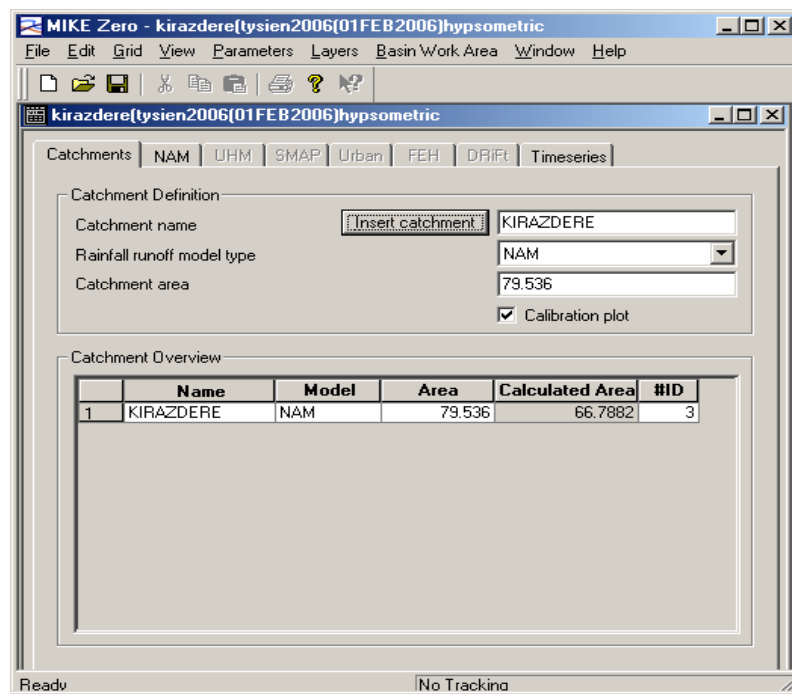 MIKE Zero - kirazdere(tysien2006(01FEB2006)hypsometric
File Edit Grid View Parameters Layers Basin Work Area Window Help
kirazdere(tysien2006(01FEB2006)hypsometric
Catchments NAM UHM SMAP Urban FEH DRiFt Timeseries
Catchment Definition
Catchment name Insert catchment KIRAZDERE
Rainfall runoff model type NAM
Catchment area 79.536
Calibration plot
Catchment Overview
Name Model Area Calculated Area #ID
1 KIRAZDERE NAM 79.536 66.7882 3
Ready No Tracking